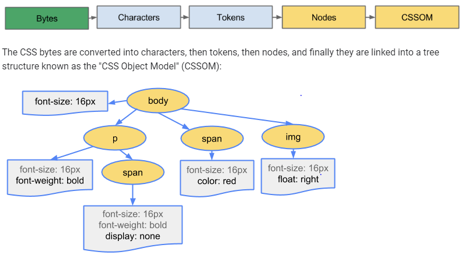 Bytes Characters Tokens Nodes CSSOM
The CSS bytes are converted into characters, then tokens, then nodes, and finally they are linked into a tree
structure known as the "CSS Object Model" (CSSOM):
font-size: 16px
body
p
span
img
font-size: 16px
font-weight: bold
span
font-size: 16px
color: red
font-size: 16px
float: right
font-size: 16px
font-weight: bold
display: none